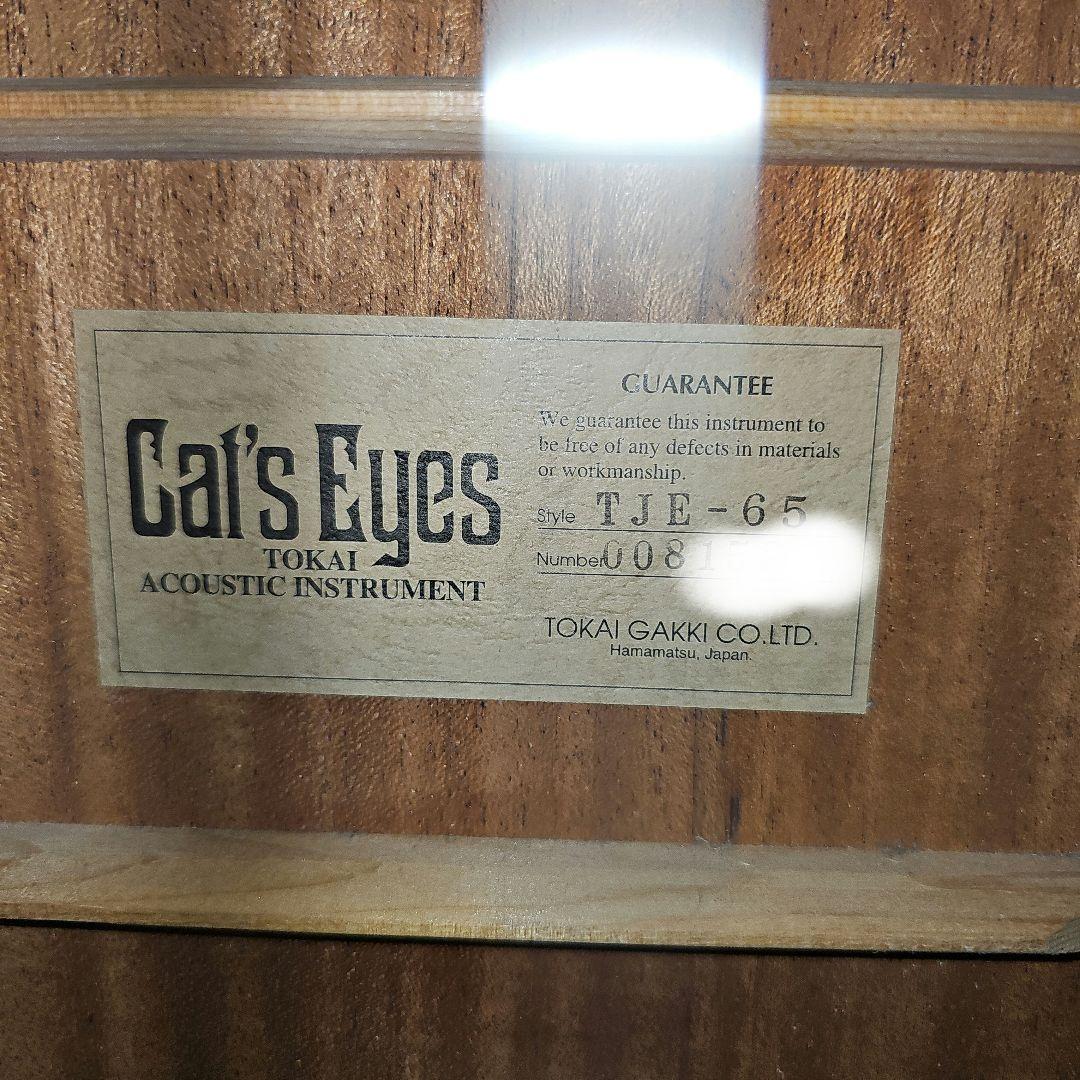 Cat's Eyes
TOKAI
ACOUSTIC INSTRUMENT
GUARANTEE
We guarantee this instrument to
be free of any defects in materials
or workmanship.
Style TJE-65
Number
TOKAI GAKKI CO.LTD.
Hamamatsu, Japan.